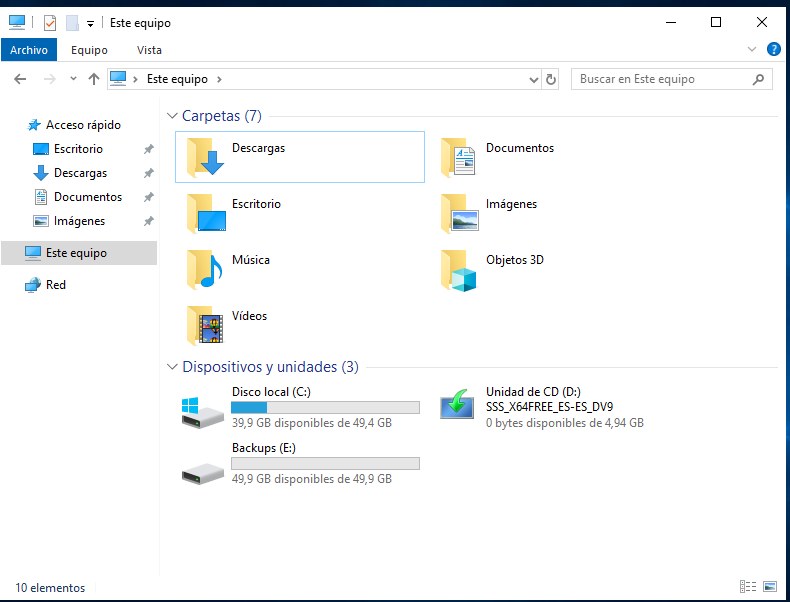 Este equipo
Archivo Equipo Vista
Este equipo
Buscar en Este equipo
Acceso rápido
Escritorio
Descargas
Documentos
Imágenes
Este equipo
Red
Carpetas (7)
Descargas
Documentos
Escritorio
Imágenes
Música
Objetos 3D
Vídeos
Dispositivos y unidades (3)
Disco local (C:)
39,9 GB disponibles de 49,4 GB
Unidad de CD (D:)
SSS_X64FREE_ES-ES_DV9
0 bytes disponibles de 4,94 GB
Backups (E:)
49,9 GB disponibles de 49,9 GB
10 elementos